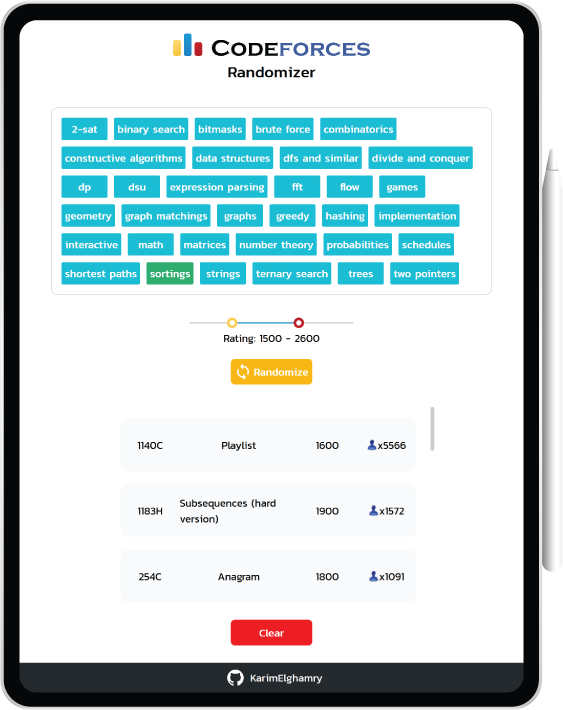 CODEFORCES
Randomizer
2-sat binary search bitmasks brute force combinatorics
constructive algorithms data structures dfs and similar divide and conquer
dp dsu expression parsing fft flow games
geometry graph matchings graphs greedy hashing implementation
interactive math matrices number theory probabilities schedules
shortest paths sortings strings ternary search trees two pointers
Rating: 1500 - 2600
Randomize
1140C Playlist 1600 x5566
1183H Subsequences (hard version) 1900 x1572
254C Anagram 1800 x1091
Clear
KarimElghamry